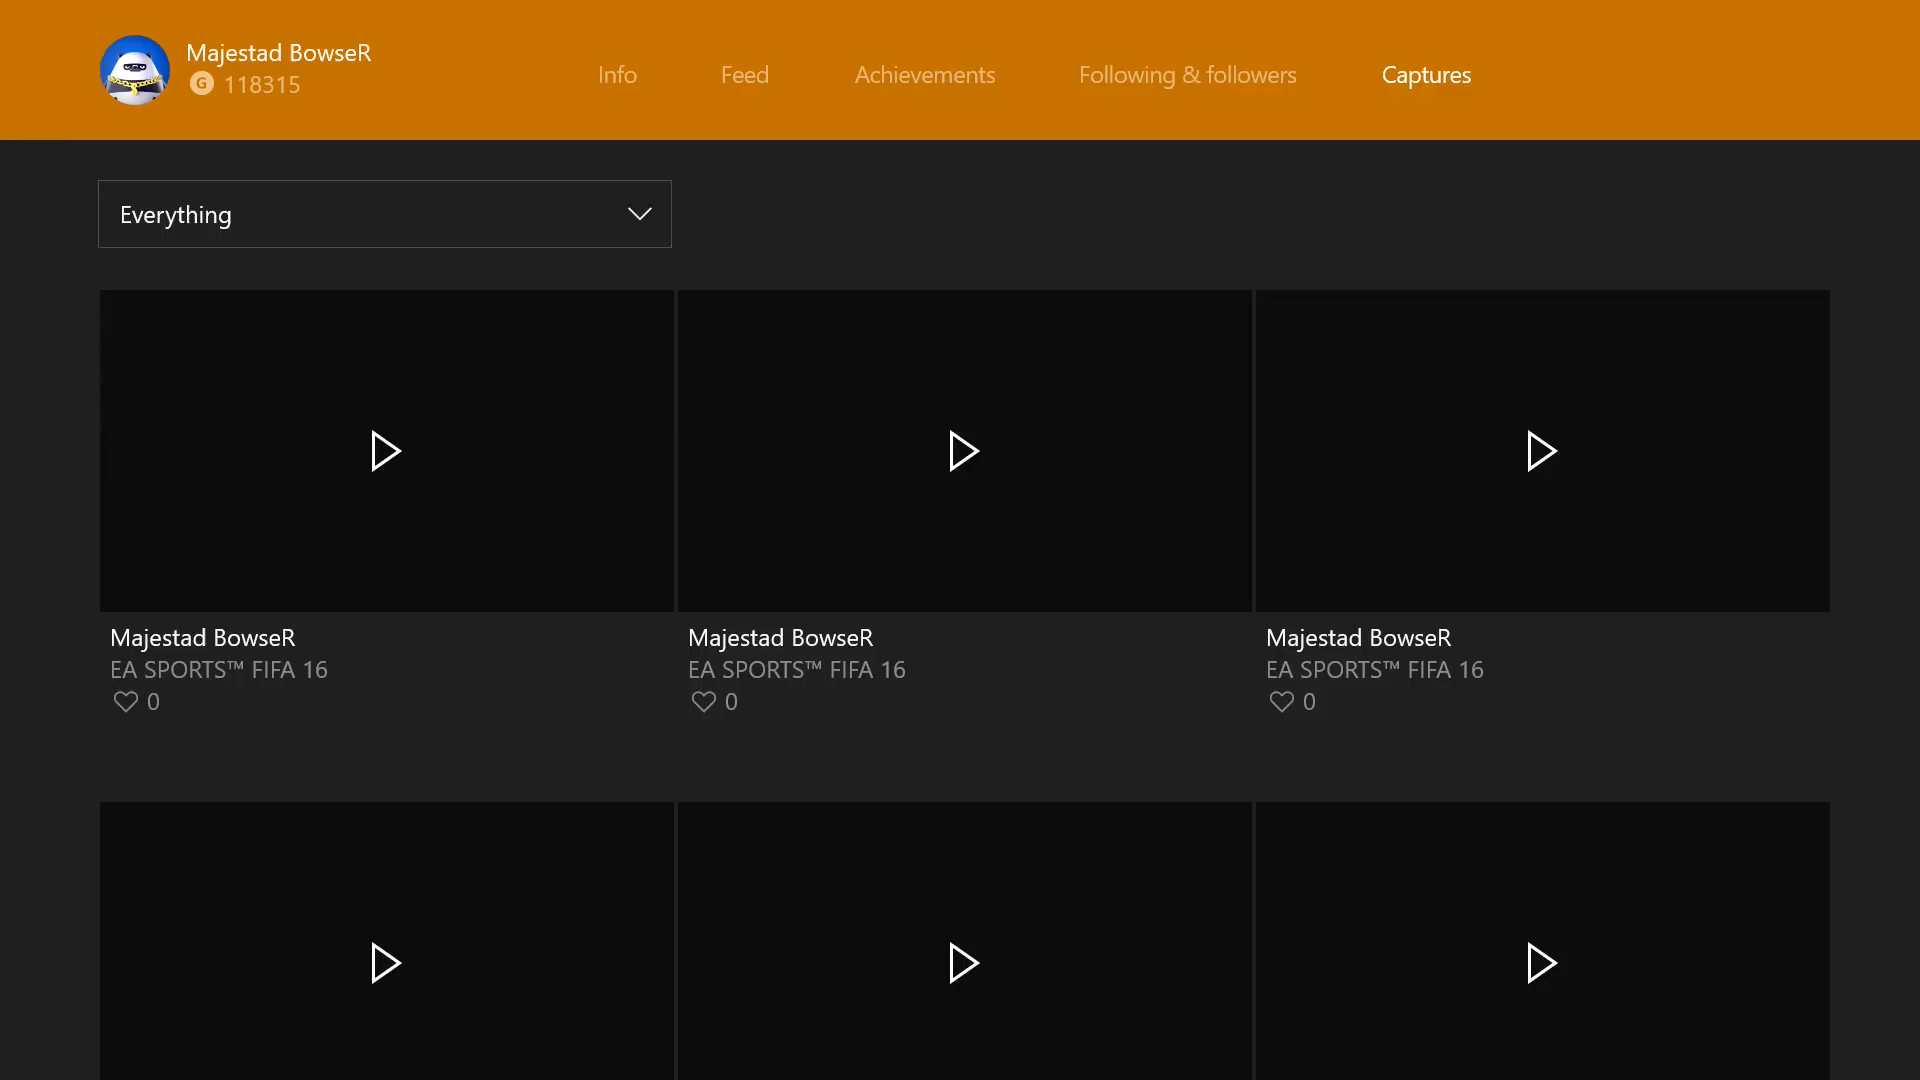 Majestad BowseR
G 118315
Info
Feed
Achievements
Following & followers
Captures
Everything
Majestad BowseR
EA SPORTS™ FIFA 16
0
Majestad BowseR
EA SPORTS™ FIFA 16
0
Majestad BowseR
EA SPORTS™ FIFA 16
0